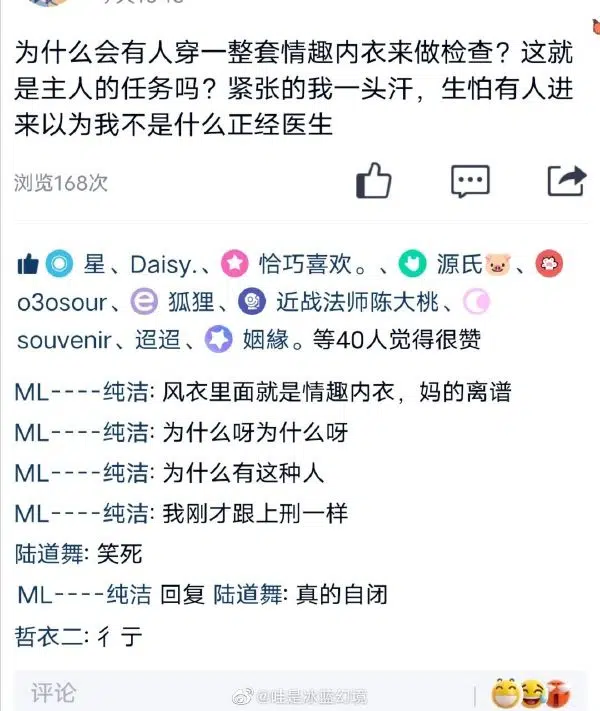 为什么会有人穿一整套情趣内衣来做检查？这就
是主人的任务吗？紧张的我一头汗，生怕有人进
来以为我不是什么正经医生
浏览168次
星、Daisy.、恰巧喜欢。、源氏🐷、
o3osour、狐狸、近战法师陈大桃、
souvenir、迢迢、姻緣。等40人觉得很赞
ML----纯洁: 风衣里面就是情趣内衣，妈的离谱
ML----纯洁: 为什么呀为什么呀
ML----纯洁: 为什么有这种人
ML----纯洁: 我刚才跟上刑一样
陆道舞: 笑死
ML----纯洁 回复 陆道舞: 真的自闭
哲衣二: 彳亍
评论
@哇是冰蓝幻境